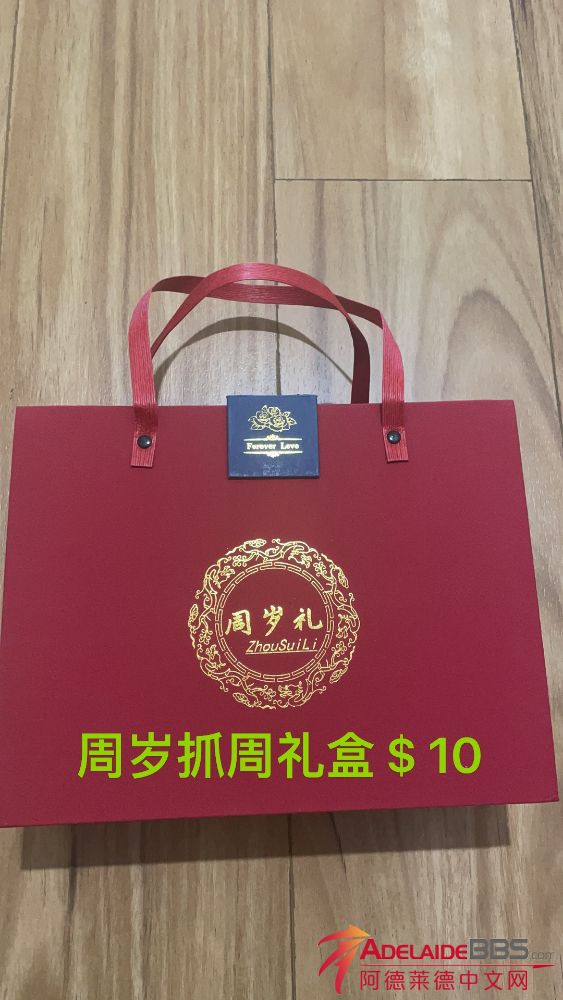 Forever Love
周岁礼
ZhouSuiLi
周岁抓周礼盒 $ 10
ADELAIDEBBS.com
阿德莱德中文网